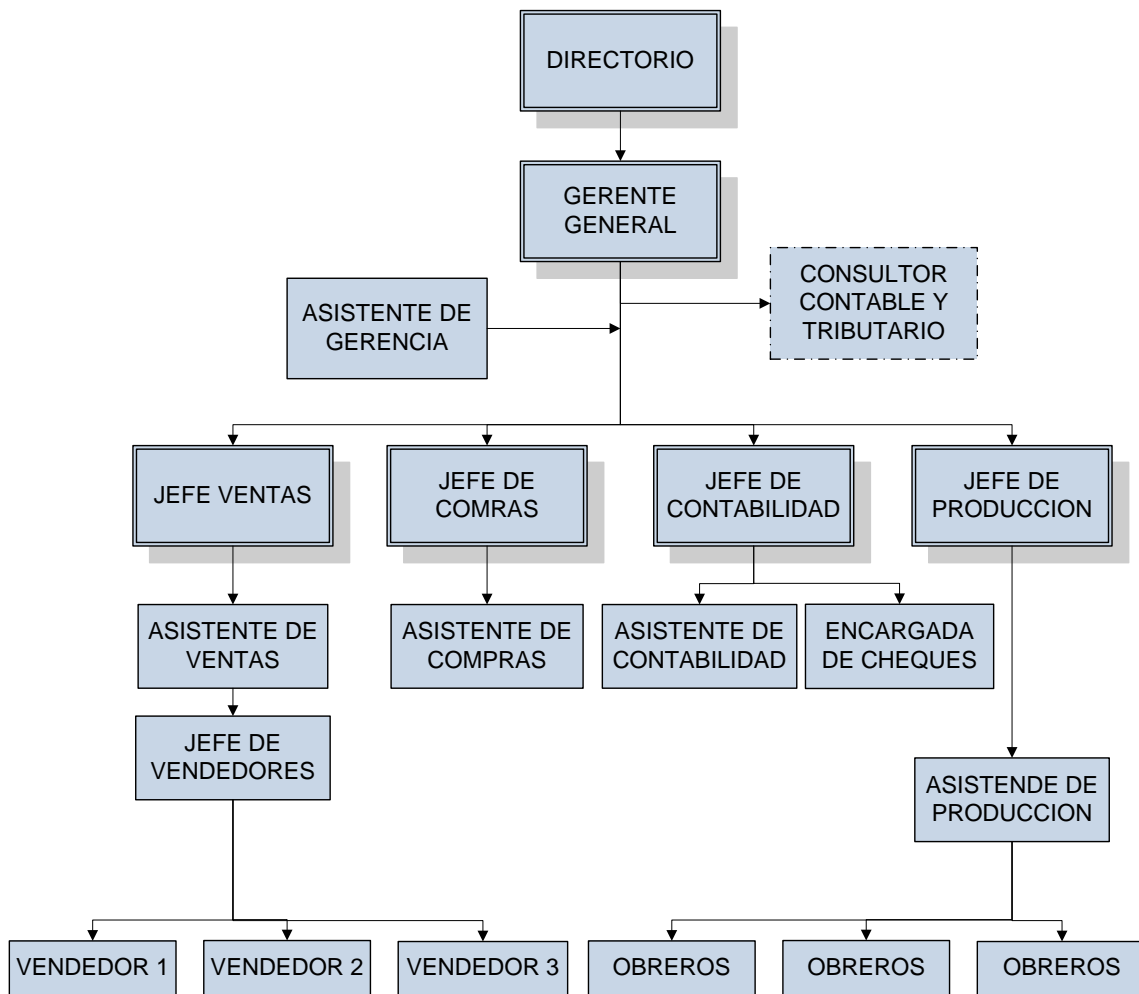 DIRECTORIO
GERENTE
GENERAL
CONSULTOR
CONTABLE Y
TRIBUTARIO
ASISTENTE DE
GERENCIA
JEFE VENTAS
JEFE DE
COMRAS
JEFE DE
CONTABILIDAD
JEFE DE
PRODUCCION
ASISTENTE DE
VENTAS
ASISTENTE DE
COMPRAS
ASISTENTE DE
CONTABILIDAD
ENCARGADA
DE CHEQUES
JEFE DE
VENDEDORES
ASISTENDE DE
PRODUCCION
VENDEDOR 1
VENDEDOR 2
VENDEDOR 3
OBREROS
OBREROS
OBREROS